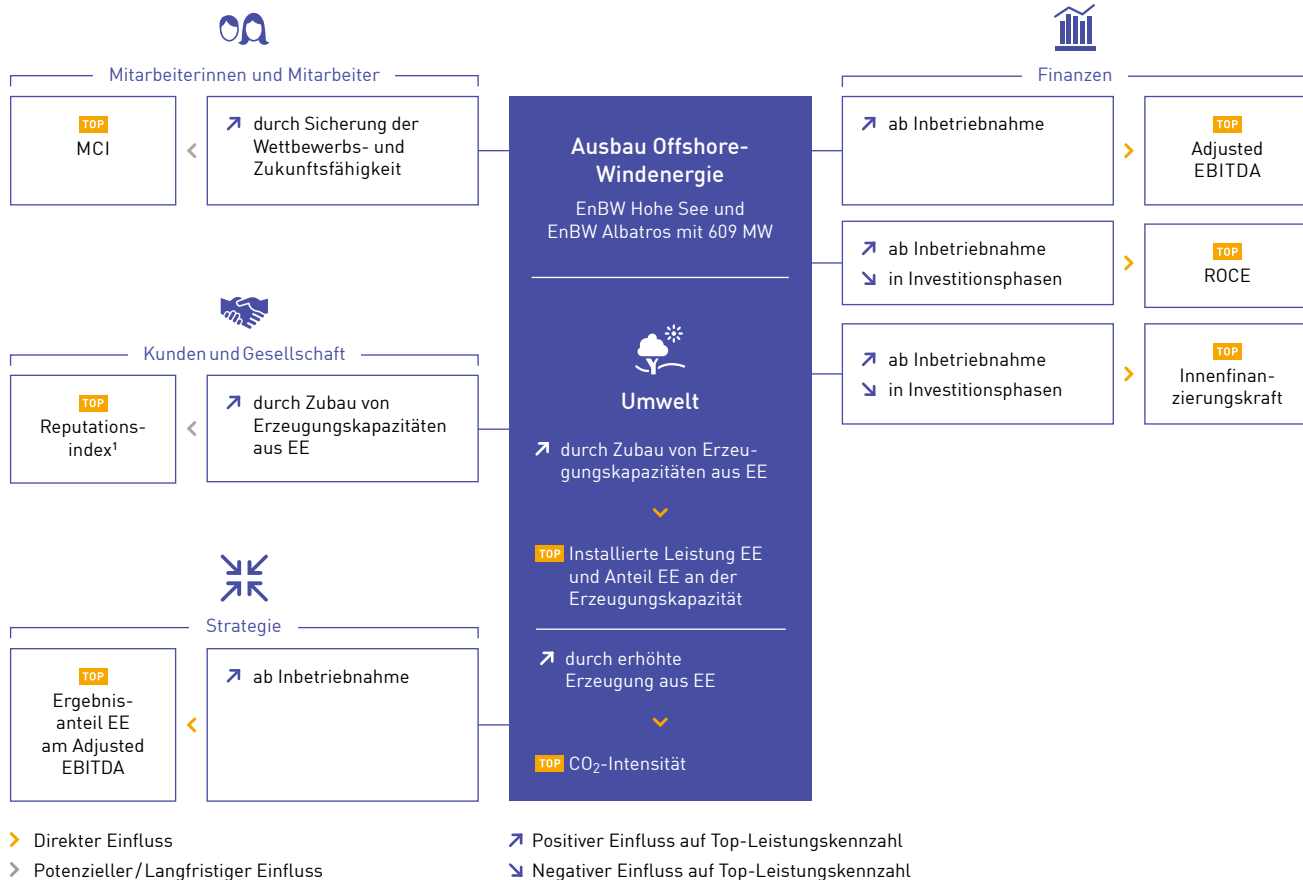 Mitarbeiterinnen und Mitarbeiter
TOP
MCI
durch Sicherung der
Wettbewerbs- und
Zukunftsfähigkeit
Kunden und Gesellschaft
TOP
Reputations-
index¹
durch Zubau von
Erzeugungskapazitäten
aus EE
Strategie
TOP
Ergebnis-
anteil EE
am Adjusted
EBITDA
ab Inbetriebnahme
Ausbau Offshore-
Windenergie
EnBW Hohe See und
EnBW Albatros mit 609 MW
Umwelt
durch Zubau von Erzeu-
gungskapazitäten aus EE
TOP Installierte Leistung EE
und Anteil EE an der
Erzeugungskapazität
durch erhöhte
Erzeugung aus EE
TOP CO₂-Intensität
Finanzen
ab Inbetriebnahme
TOP
Adjusted
EBITDA
ab Inbetriebnahme
in Investitionsphasen
TOP
ROCE
ab Inbetriebnahme
in Investitionsphasen
TOP
Innenfinan-
zierungskraft
Direkter Einfluss
Potenzieller / Langfristiger Einfluss
Positiver Einfluss auf Top-Leistungskennzahl
Negativer Einfluss auf Top-Leistungskennzahl